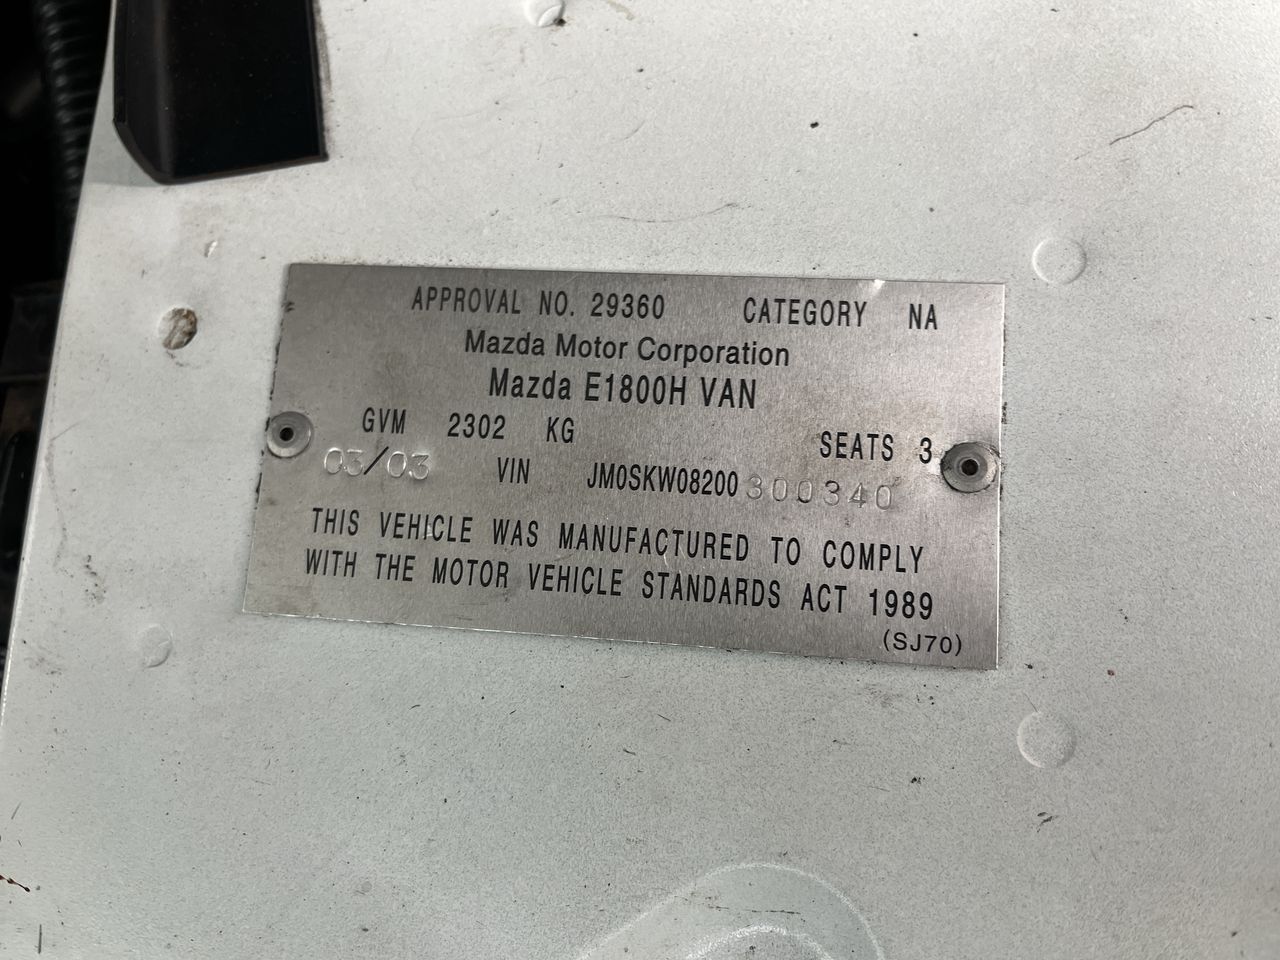 APPROVAL NO. 29360 CATEGORY NA
Mazda Motor Corporation
Mazda E1800H VAN
GVM 2302 KG SEATS 3
03/03 VIN JM0SKW08200300340
THIS VEHICLE WAS MANUFACTURED TO COMPLY
WITH THE MOTOR VEHICLE STANDARDS ACT 1989
(SJ70)